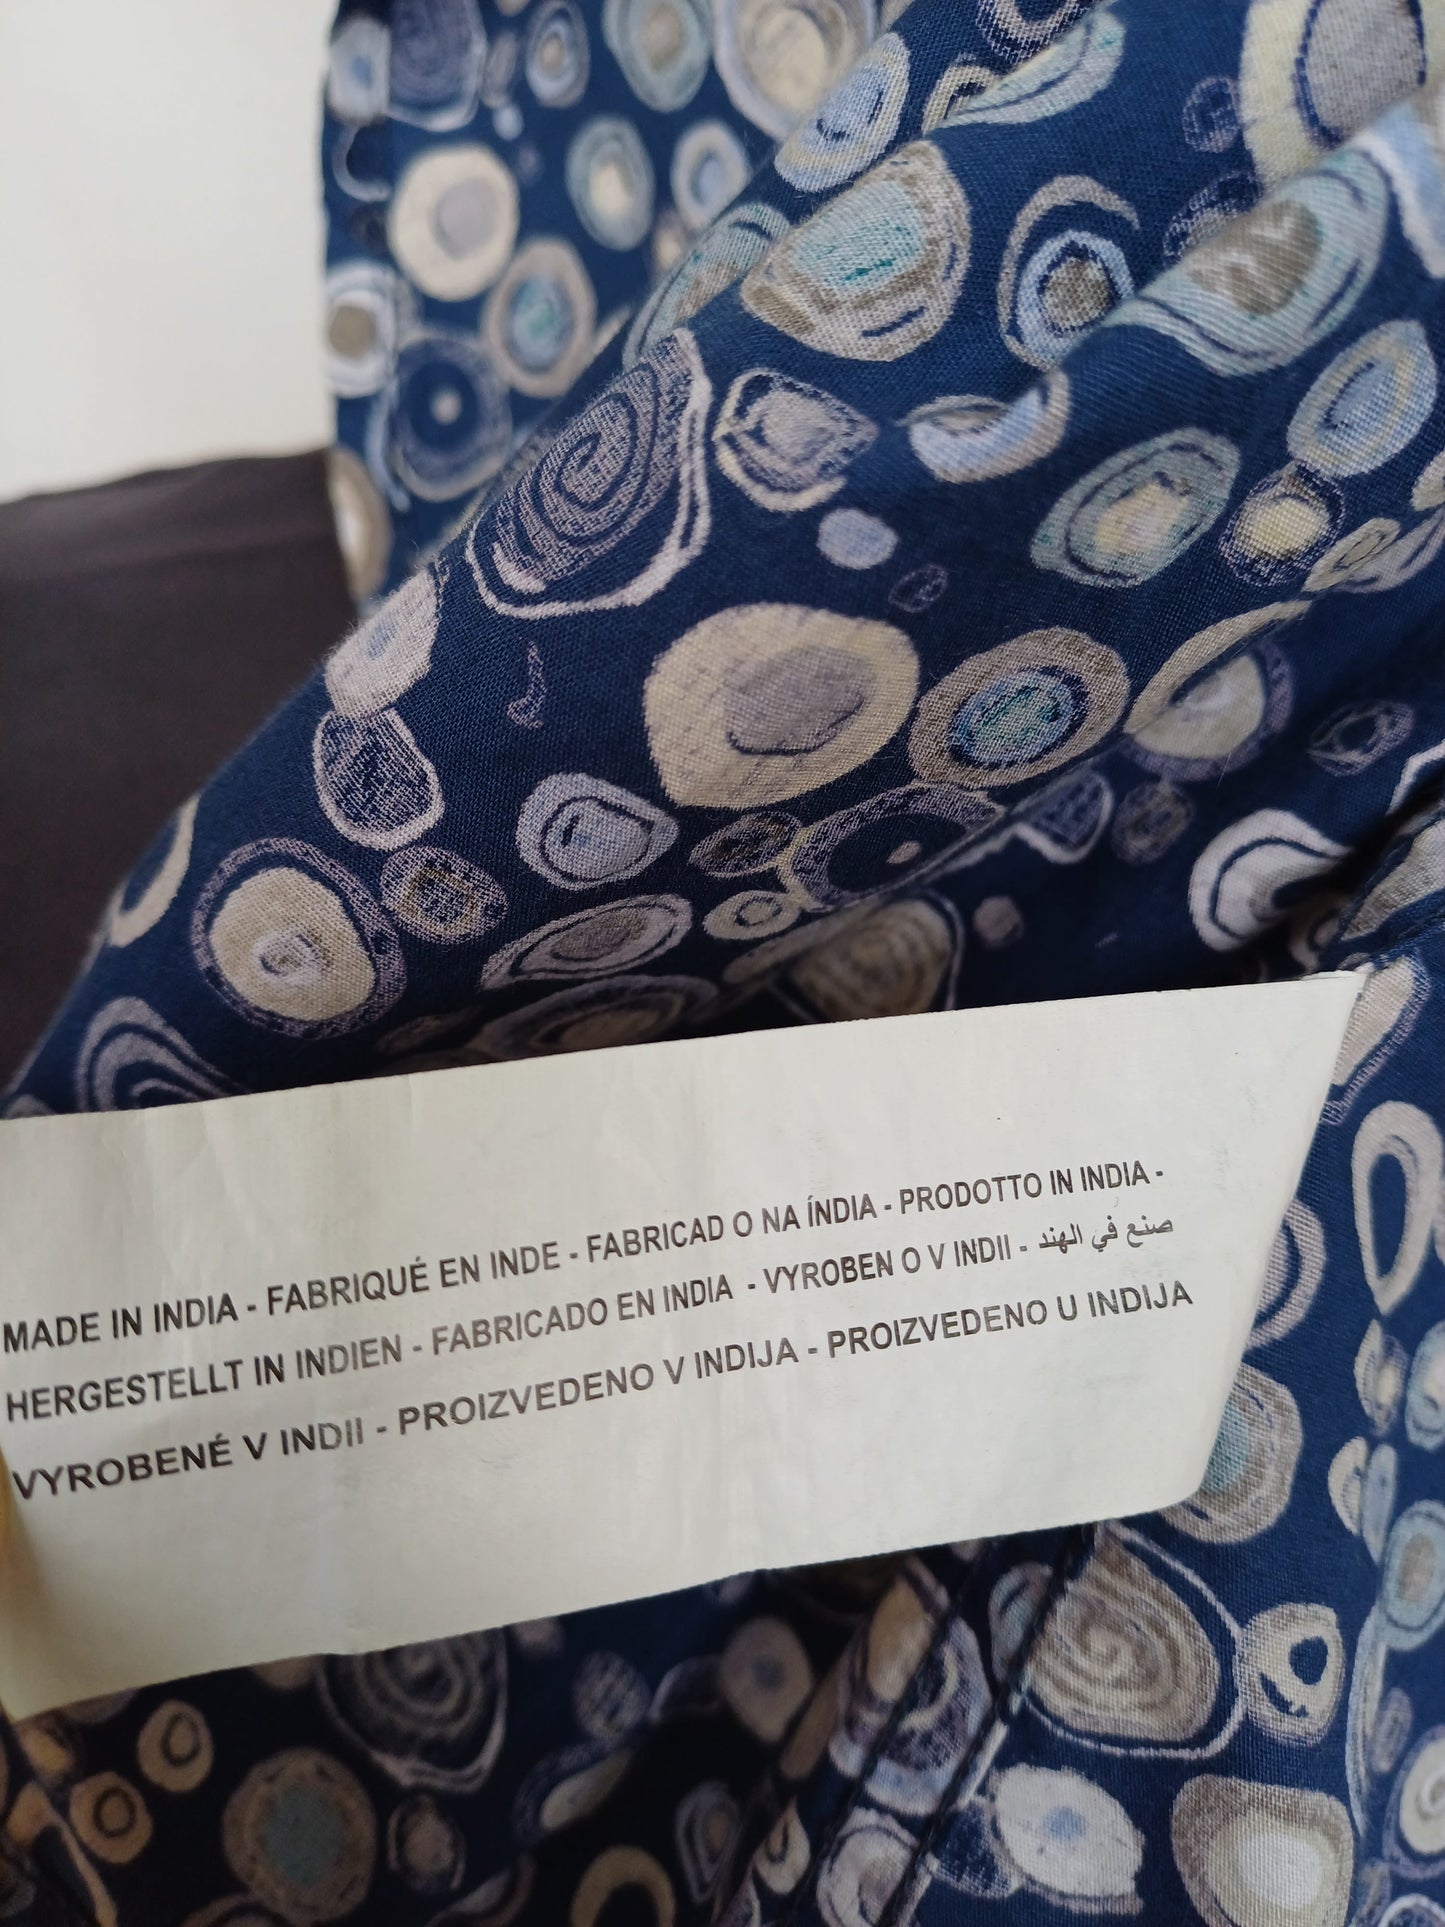 MADE IN INDIA - FABRIQUÉ EN INDE - FABRICAD O NA ÍNDIA - PRODOTTO IN INDIA -
HERGESTELLT IN INDIEN - FABRICADO EN INDIA - VYROBEN O V INDII - صنع في الهند
VYROBENÉ V INDII - PROIZVEDENO V INDIJA - PROIZVEDENO U INDIJA